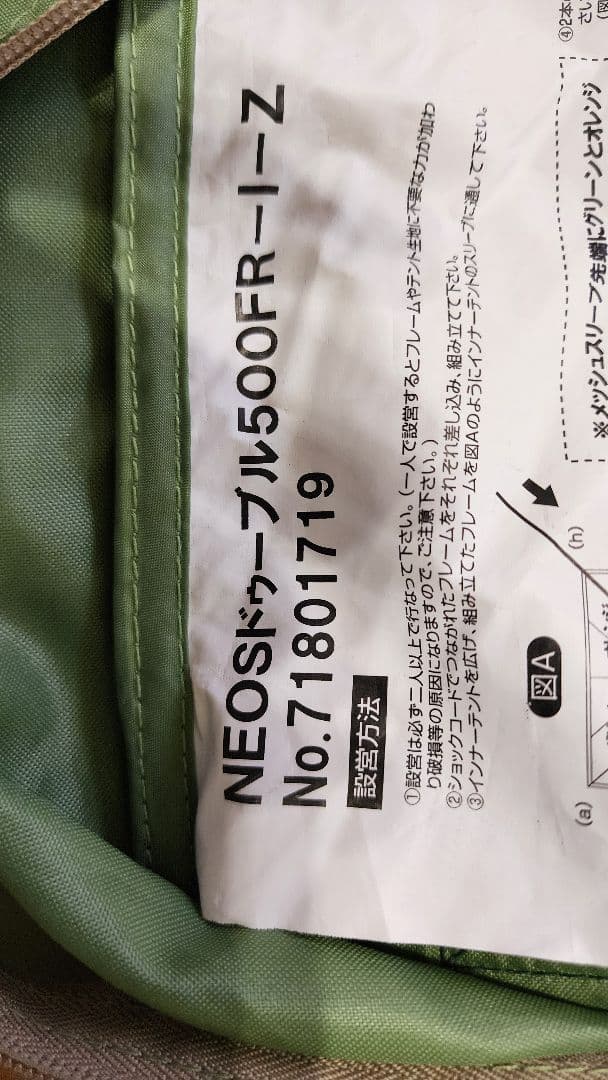 NEOSドゥーブル500FR-I-Z
No.71801719
設営方法
①設営は必ず二人以上で行なって下さい。(一人で設営するとフレームやテント生地に不要な力が加わ
り破損等の原因になりますので、ご注意下さい。)
②ショックコードでつながれたフレームをそれぞれ差し込み、組み立てて下さい。
③インナーテントを広げ、組み立てたフレームを図Aのようにインナーテントのスリーブに通して下さい。
図A
(a)
(h)
④2本
さい
※メッシュスリーブ先端にグリーンとオレンジ